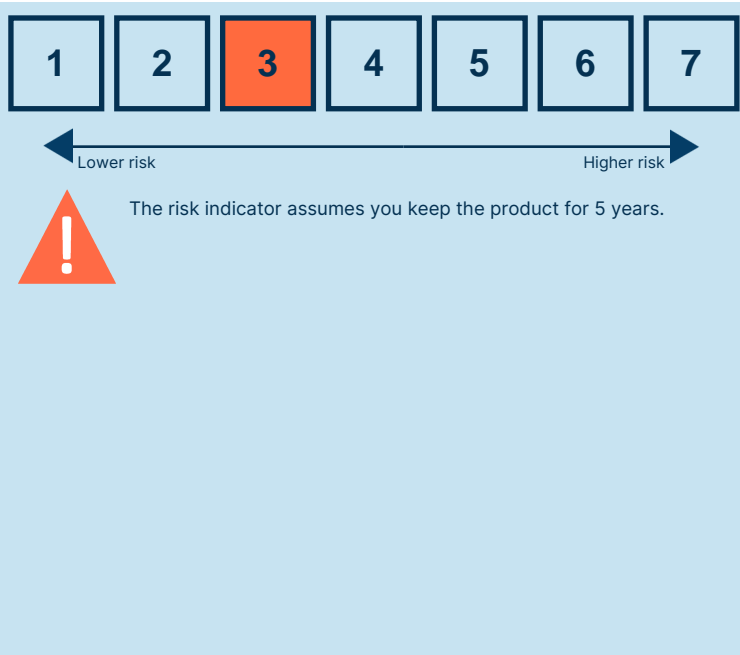 1 2 3 4 5 6 7
Lower risk Higher risk
The risk indicator assumes you keep the product for 5 years.
!